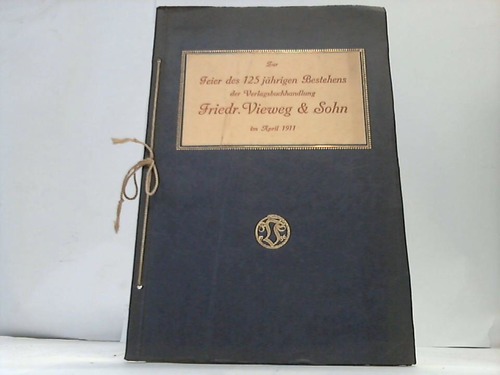 Zur
Feier des 125 jährigen Bestehens
der Verlagsbuchhandlung
Friedr. Vieweg & Sohn
im April 1911